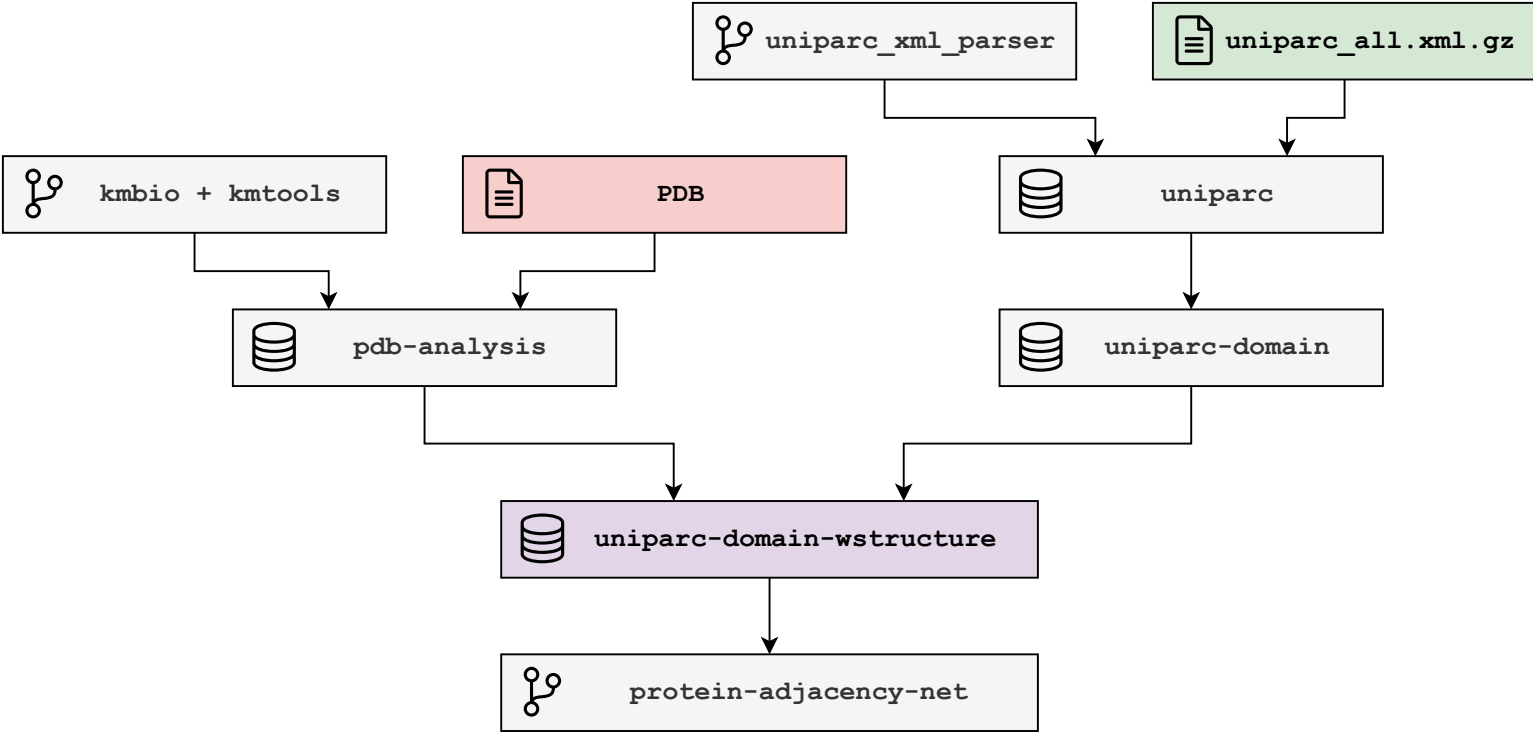 uniparc_xml_parser
uniparc_all.xml.gz
kmbio + kmtools
PDB
uniparc
pdb-analysis
uniparc-domain
uniparc-domain-wstructure
protein-adjacency-net